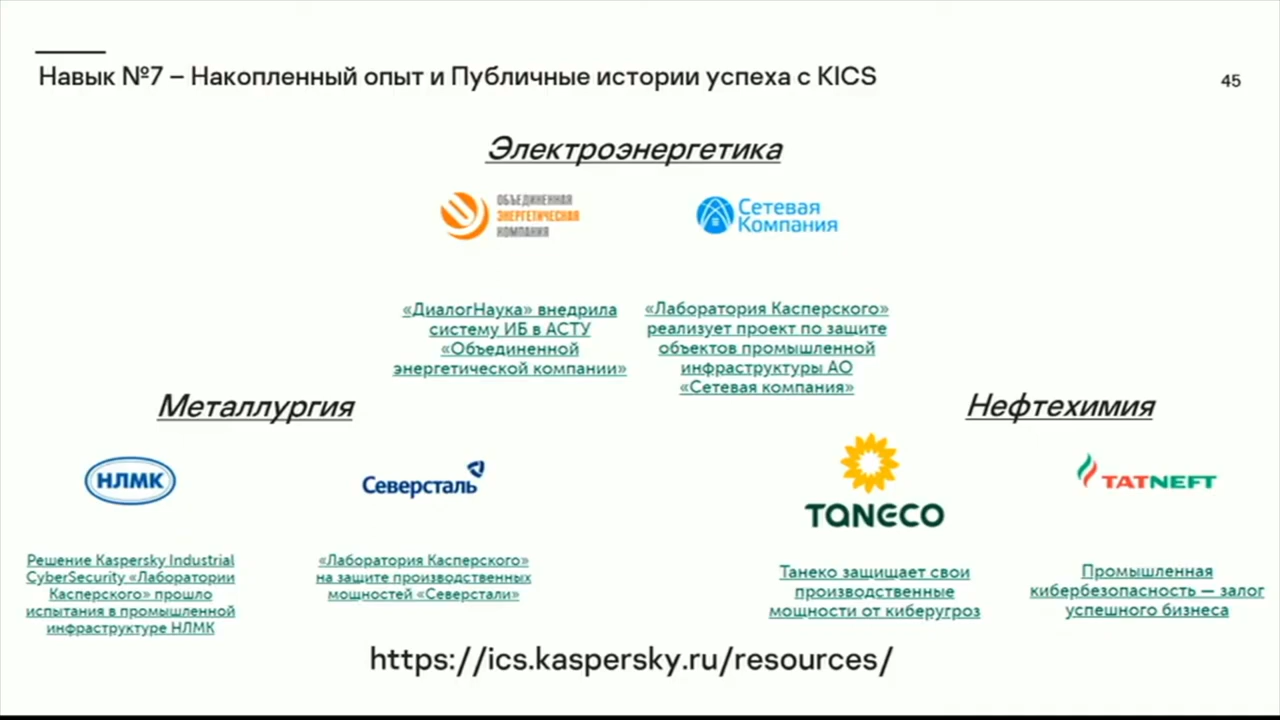 Навык №7 – Накопленный опыт и Публичные истории успеха с KICS
45
Электроэнергетика
ОБЪЕДИНЕННАЯ
ЭНЕРГЕТИЧЕСКАЯ
КОМПАНИЯ
Сетевая
Компания
«ДиалогНаука» внедрила
систему ИБ в АСТУ
«Объединенной
энергетической компании»
«Лаборатория Касперского»
реализует проект по защите
объектов промышленной
инфраструктуры АО
«Сетевая компания»
Металлургия
НЛМК
Северсталь
Решение Kaspersky Industrial
CyberSecurity «Лаборатории
Касперского» прошло
испытания в промышленной
инфраструктуре НЛМК
«Лаборатория Касперского»
на защите производственных
мощностей «Северстали»
Нефтехимия
TANECO
TATNEFT
Танеко защищает свои
производственные
мощности от киберугроз
Промышленная
кибербезопасность — залог
успешного бизнеса
https://ics.kaspersky.ru/resources/